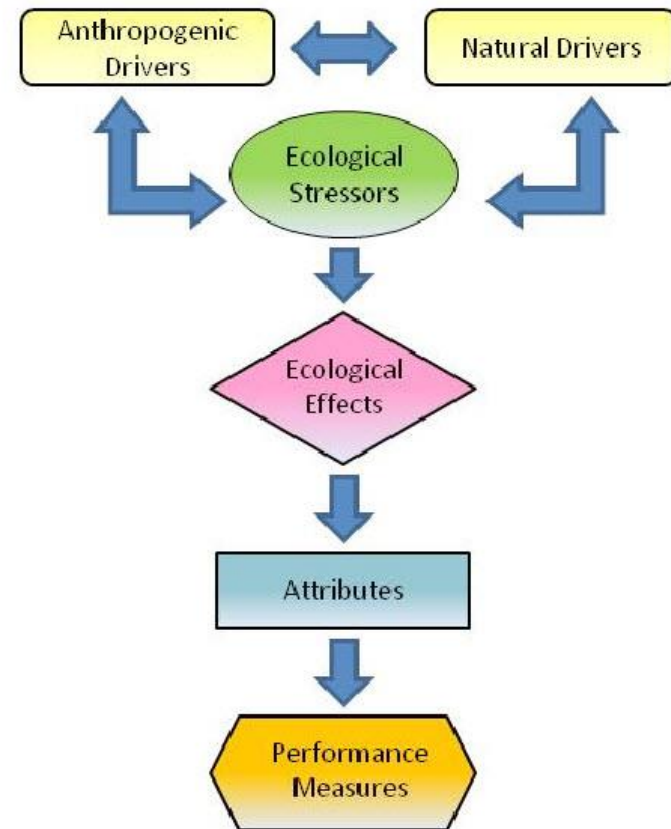 Anthropogenic
Drivers
Natural Drivers
Ecological
Stressors
Ecological
Effects
Attributes
Performance
Measures